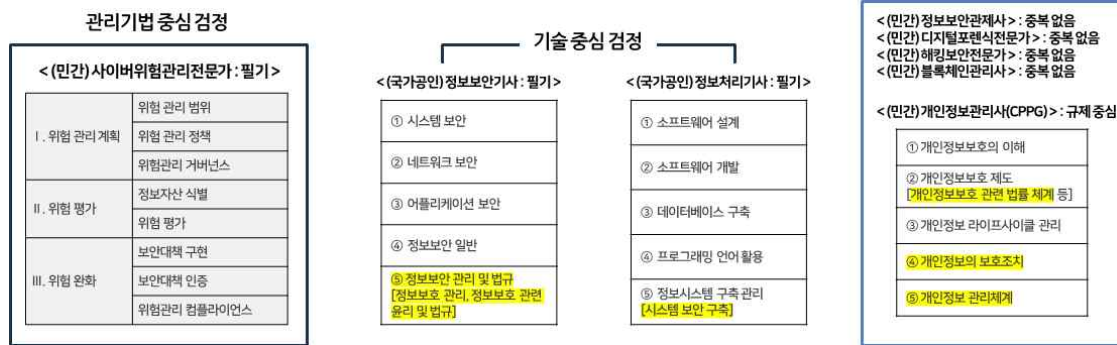 관리기법 중심 검정
< (민간) 사이버위험관리전문가 : 필기 >
Ⅰ. 위험 관리 계획
위험 관리 범위
위험 관리 정책
위험관리 거버넌스
Ⅱ. 위험 평가
정보자산 식별
위험 평가
Ⅲ. 위험 완화
보안대책 구현
보안대책 인증
위험관리 컴플라이언스
기술 중심 검정
<(국가공인) 정보보안기사 : 필기 >
① 시스템 보안
② 네트워크 보안
③ 어플리케이션 보안
④ 정보보안 일반
⑤ 정보보안 관리 및 법규
[정보보호 관리, 정보보호 관련
윤리 및 법규]
<(국가공인) 정보처리기사 : 필기 >
① 소프트웨어 설계
② 소프트웨어 개발
③ 데이터베이스 구축
④ 프로그래밍 언어 활용
⑤ 정보시스템 구축 관리
[시스템 보안 구축]
< (민간) 정보보안관제사 > : 중복 없음
< (민간) 디지털포렌식전문가 > : 중복 없음
< (민간) 해킹보안전문가 > : 중복 없음
< (민간) 블록체인관리사 > : 중복 없음
< (민간) 개인정보관리사(CPPG) > : 규제 중심
① 개인정보보호의 이해
② 개인정보보호 제도
[개인정보보호 관련 법률 체계 등]
③ 개인정보 라이프사이클 관리
④ 개인정보의 보호조치
⑤ 개인정보 관리체계